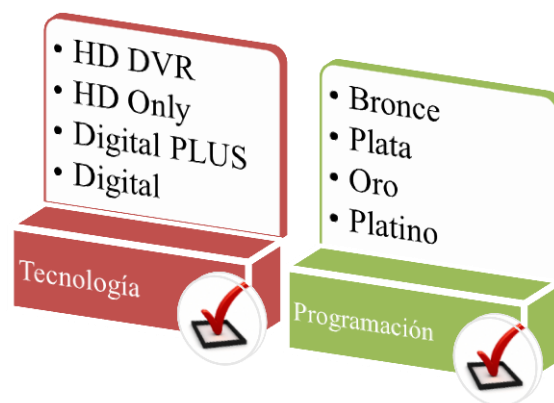 • HD DVR
• HD Only
• Digital PLUS
• Digital
Tecnología
• Bronce
• Plata
• Oro
• Platino
Programación